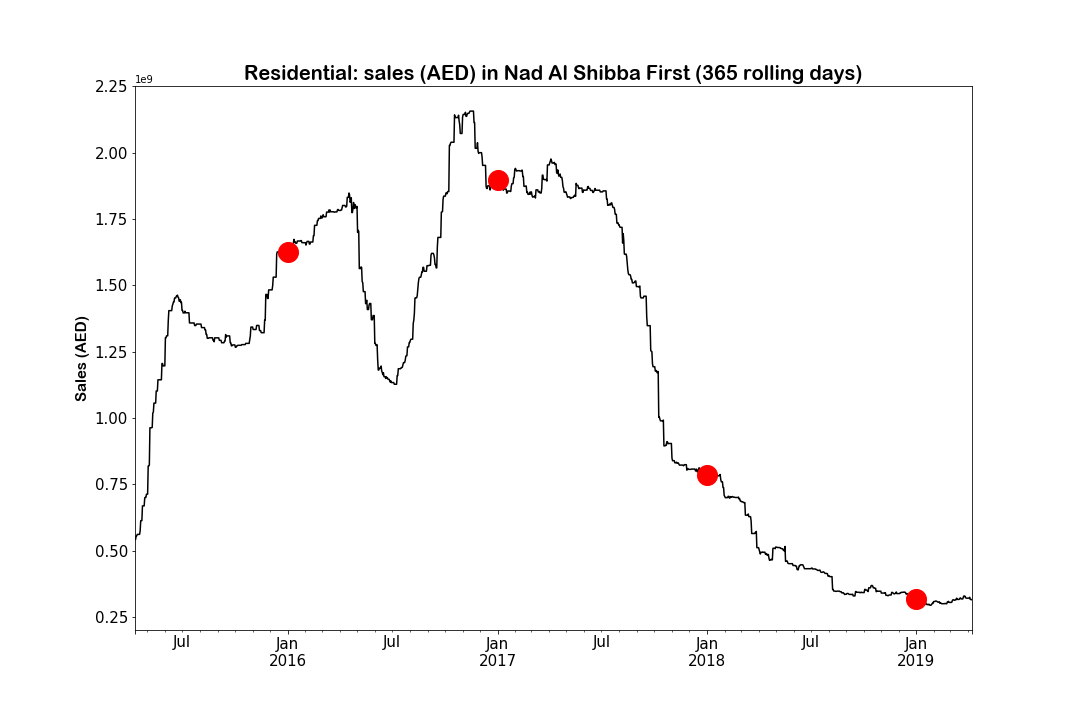 Residential: sales (AED) in Nad Al Shibba First (365 rolling days)
1e9
2.25
2.00
1.75
1.50
1.25
1.00
0.75
0.50
0.25
Sales (AED)
Jul
Jan
2016
Jul
Jan
2017
Jul
Jan
2018
Jul
Jan
2019